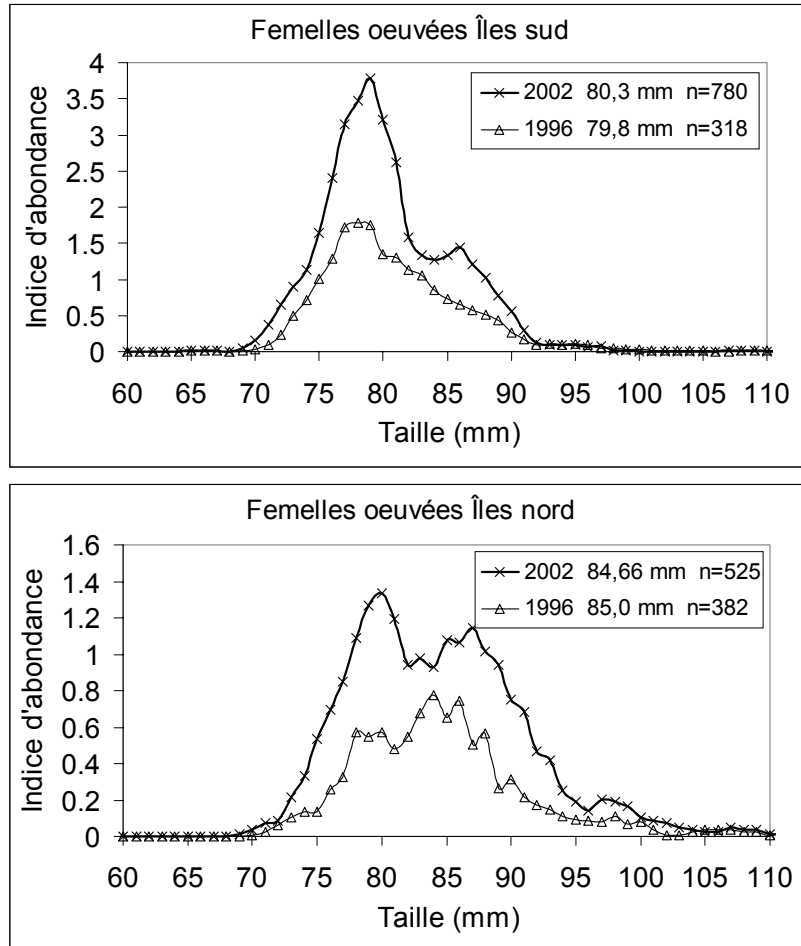 Femelles oeuvées Îles sud
4
3.5
3
2.5
2
1.5
1
0.5
0
Indice d'abondance
2002 80,3 mm n=780
1996 79,8 mm n=318
60 65 70 75 80 85 90 95 100 105 110
Taille (mm)
Femelles oeuvées Îles nord
1.6
1.4
1.2
1
0.8
0.6
0.4
0.2
0
Indice d'abondance
2002 84,66 mm n=525
1996 85,0 mm n=382
60 65 70 75 80 85 90 95 100 105 110
Taille (mm)